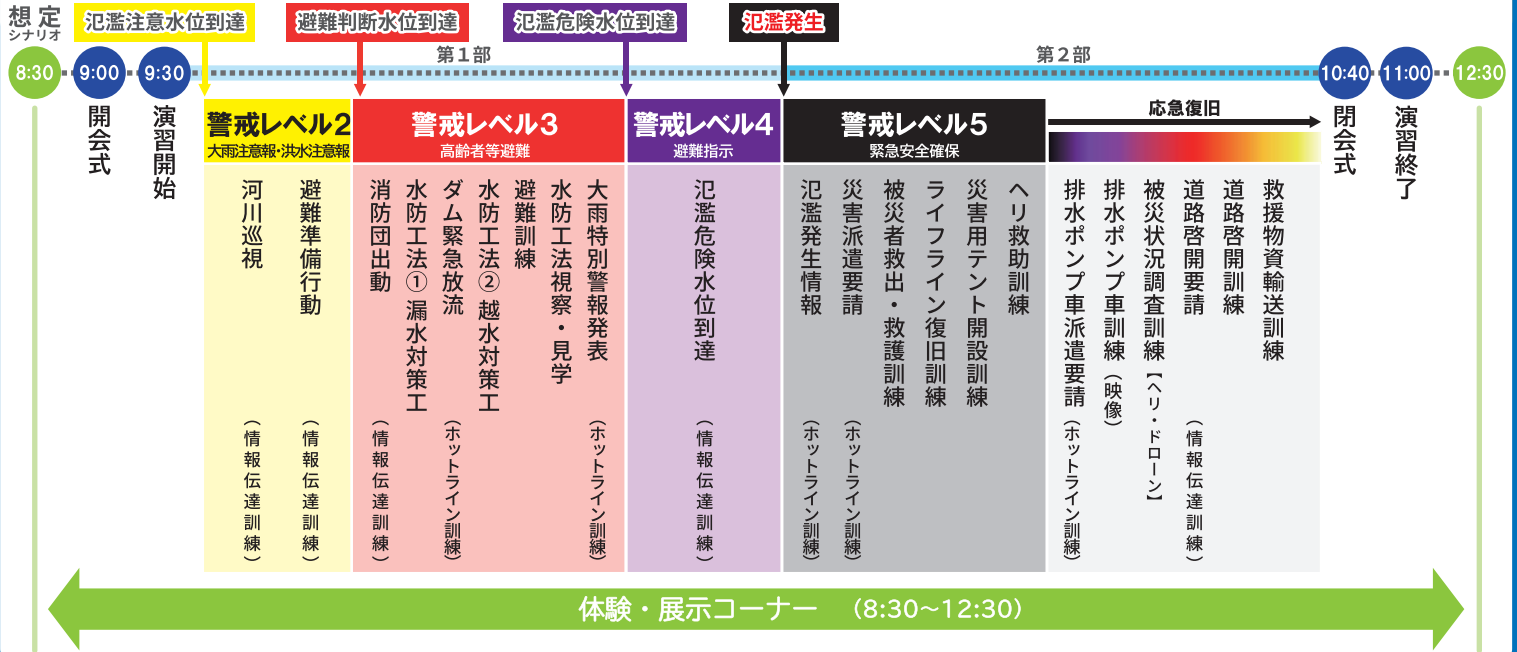 想定
シナリオ
氾濫注意水位到達
避難判断水位到達
氾濫危険水位到達
氾濫発生
第1部
第2部
8:30
9:00
9:30
10:40
11:00
12:30
開会式
演習開始
警戒レベル2
大雨注意報・洪水注意報
河川巡視
（情報伝達訓練）
避難準備行動
（情報伝達訓練）
警戒レベル3
高齢者等避難
消防団出動
（情報伝達訓練）
水防工法① 漏水対策工
ダム緊急放流
（ホットライン訓練）
水防工法② 越水対策工
避難訓練
水防工法視察・見学
大雨特別警報発表
（ホットライン訓練）
警戒レベル4
避難指示
氾濫危険水位到達
（情報伝達訓練）
警戒レベル5
緊急安全確保
氾濫発生情報
（ホットライン訓練）
災害派遣要請
（ホットライン訓練）
被災者救出・救護訓練
ライフライン復旧訓練
災害用テント開設訓練
ヘリ救助訓練
応急復旧
排水ポンプ車派遣要請
（ホットライン訓練）
排水ポンプ車訓練（映像）
被災状況調査訓練【ヘリ・ドローン】
道路啓開要請
（情報伝達訓練）
道路啓開訓練
救援物資輸送訓練
閉会式
演習終了
体験・展示コーナー （8:30～12:30）